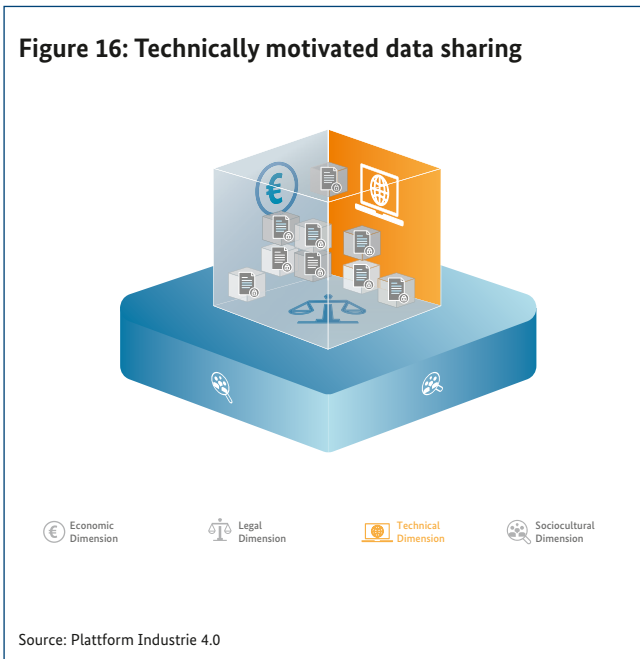 Figure 16: Technically motivated data sharing
€
€
Economic
Dimension
Legal
Dimension
Technical
Dimension
Sociocultural
Dimension
Source: Plattform Industrie 4.0